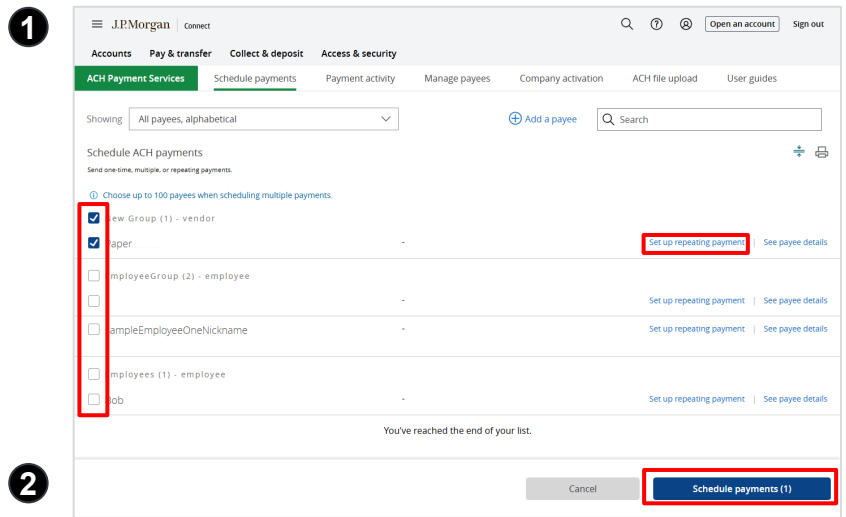 1
J.P.Morgan | Connect Open an account Sign out
Accounts Pay & transfer Collect & deposit Access & security
ACH Payment Services Schedule payments Payment activity Manage payees Company activation ACH file upload User guides
Showing All payees, alphabetical Add a payee Search
Schedule ACH payments
Send one-time, multiple, or repeating payments.
Choose up to 100 payees when scheduling multiple payments.
New Group (1) - vendor
Paper - Set up repeating payment | See payee details
EmployeeGroup (2) - employee
- Set up repeating payment | See payee details
SampleEmployeeOneNickname - Set up repeating payment | See payee details
Employees (1) - employee
Bob - Set up repeating payment | See payee details
You've reached the end of your list.
2
Cancel Schedule payments (1)